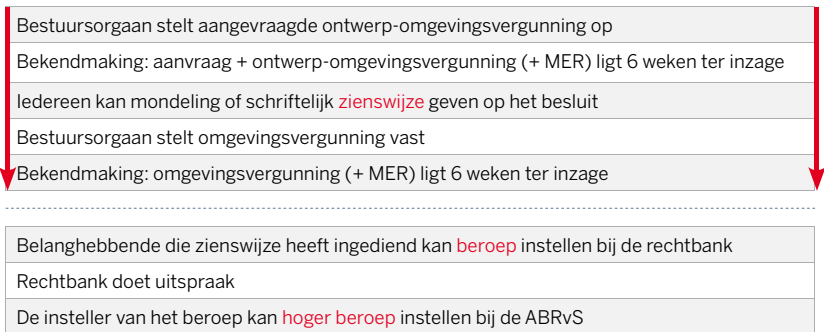 Bestuursorgaan stelt aangevraagde ontwerp-omgevingsvergunning op
Bekendmaking: aanvraag + ontwerp-omgevingsvergunning (+ MER) ligt 6 weken ter inzage
Iedereen kan mondeling of schriftelijk zienswijze geven op het besluit
Bestuursorgaan stelt omgevingsvergunning vast
Bekendmaking: omgevingsvergunning (+ MER) ligt 6 weken ter inzage
Belanghebbende die zienswijze heeft ingediend kan beroep instellen bij de rechtbank
Rechtbank doet uitspraak
De insteller van het beroep kan hoger beroep instellen bij de ABRvS